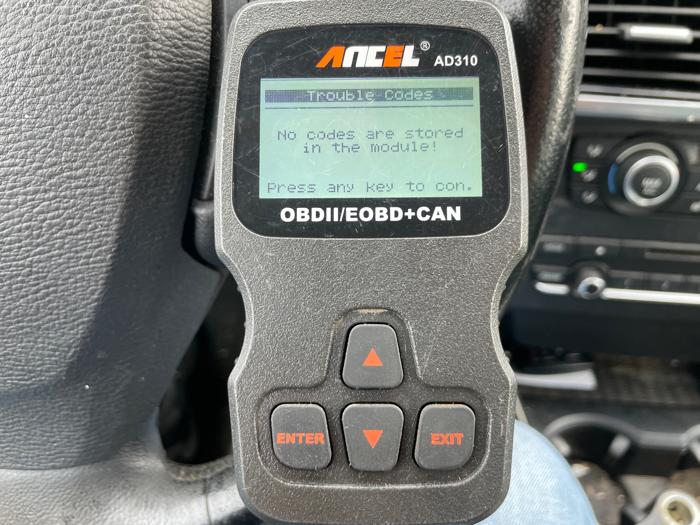 ANCEL®
AD310
Trouble Codes
No codes are stored
in the module!
Press any key to con.
OBDII/EOBD+CAN
ENTER
EXIT